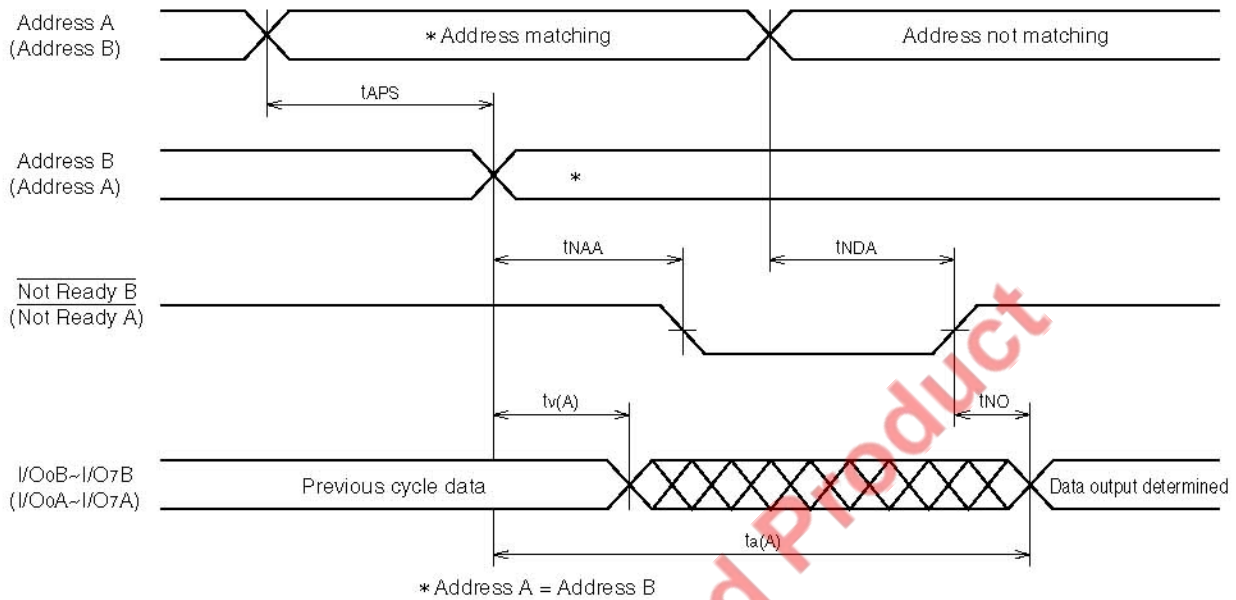 Address A
(Address B)
* Address matching
Address not matching
tAPS
Address B
(Address A)
*
tNAA
tNDA
Not Ready B
(Not Ready A)
tv(A)
tNO
I/O0B~I/O7B
(I/O0A~I/O7A)
Previous cycle data
Data output determined
ta(A)
* Address A = Address B
d Product